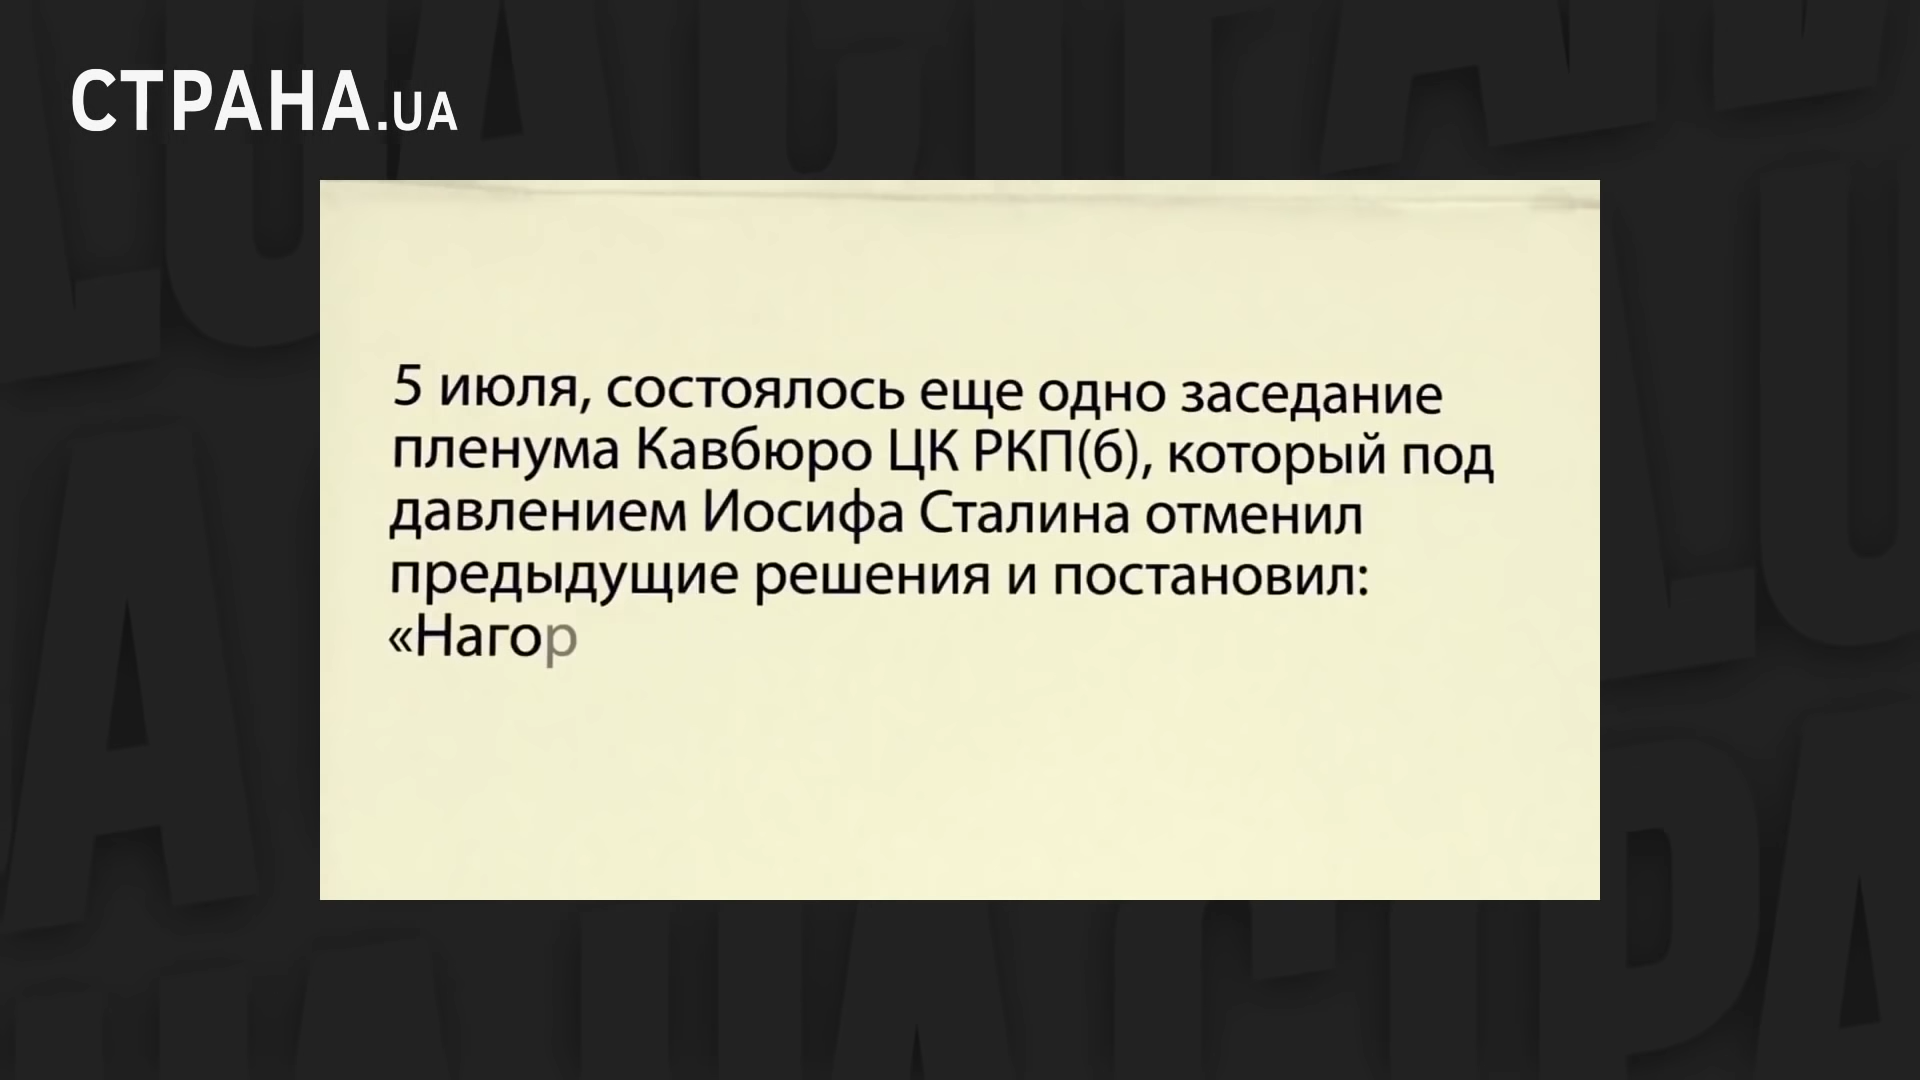 СТРАНА.UA
5 июля, состоялось еще одно заседание
пленума Кавбюро ЦК РКП(б), который под
давлением Иосифа Сталина отменил
предыдущие решения и постановил:
«Нагор